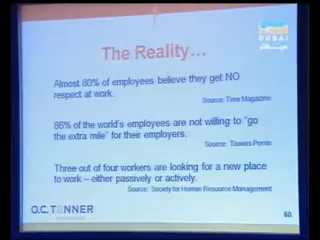 DUBAI
The Reality…
Almost 80% of employees believe they get NO
respect at work.
Source: Time Magazine
86% of the world's employees are not willing to "go
the extra mile" for their employers.
Source: Towers Perrin
Three out of four workers are looking for a new place
to work – either passively or actively.
Source: Society for Human Resource Management
O.C. TANNER
60